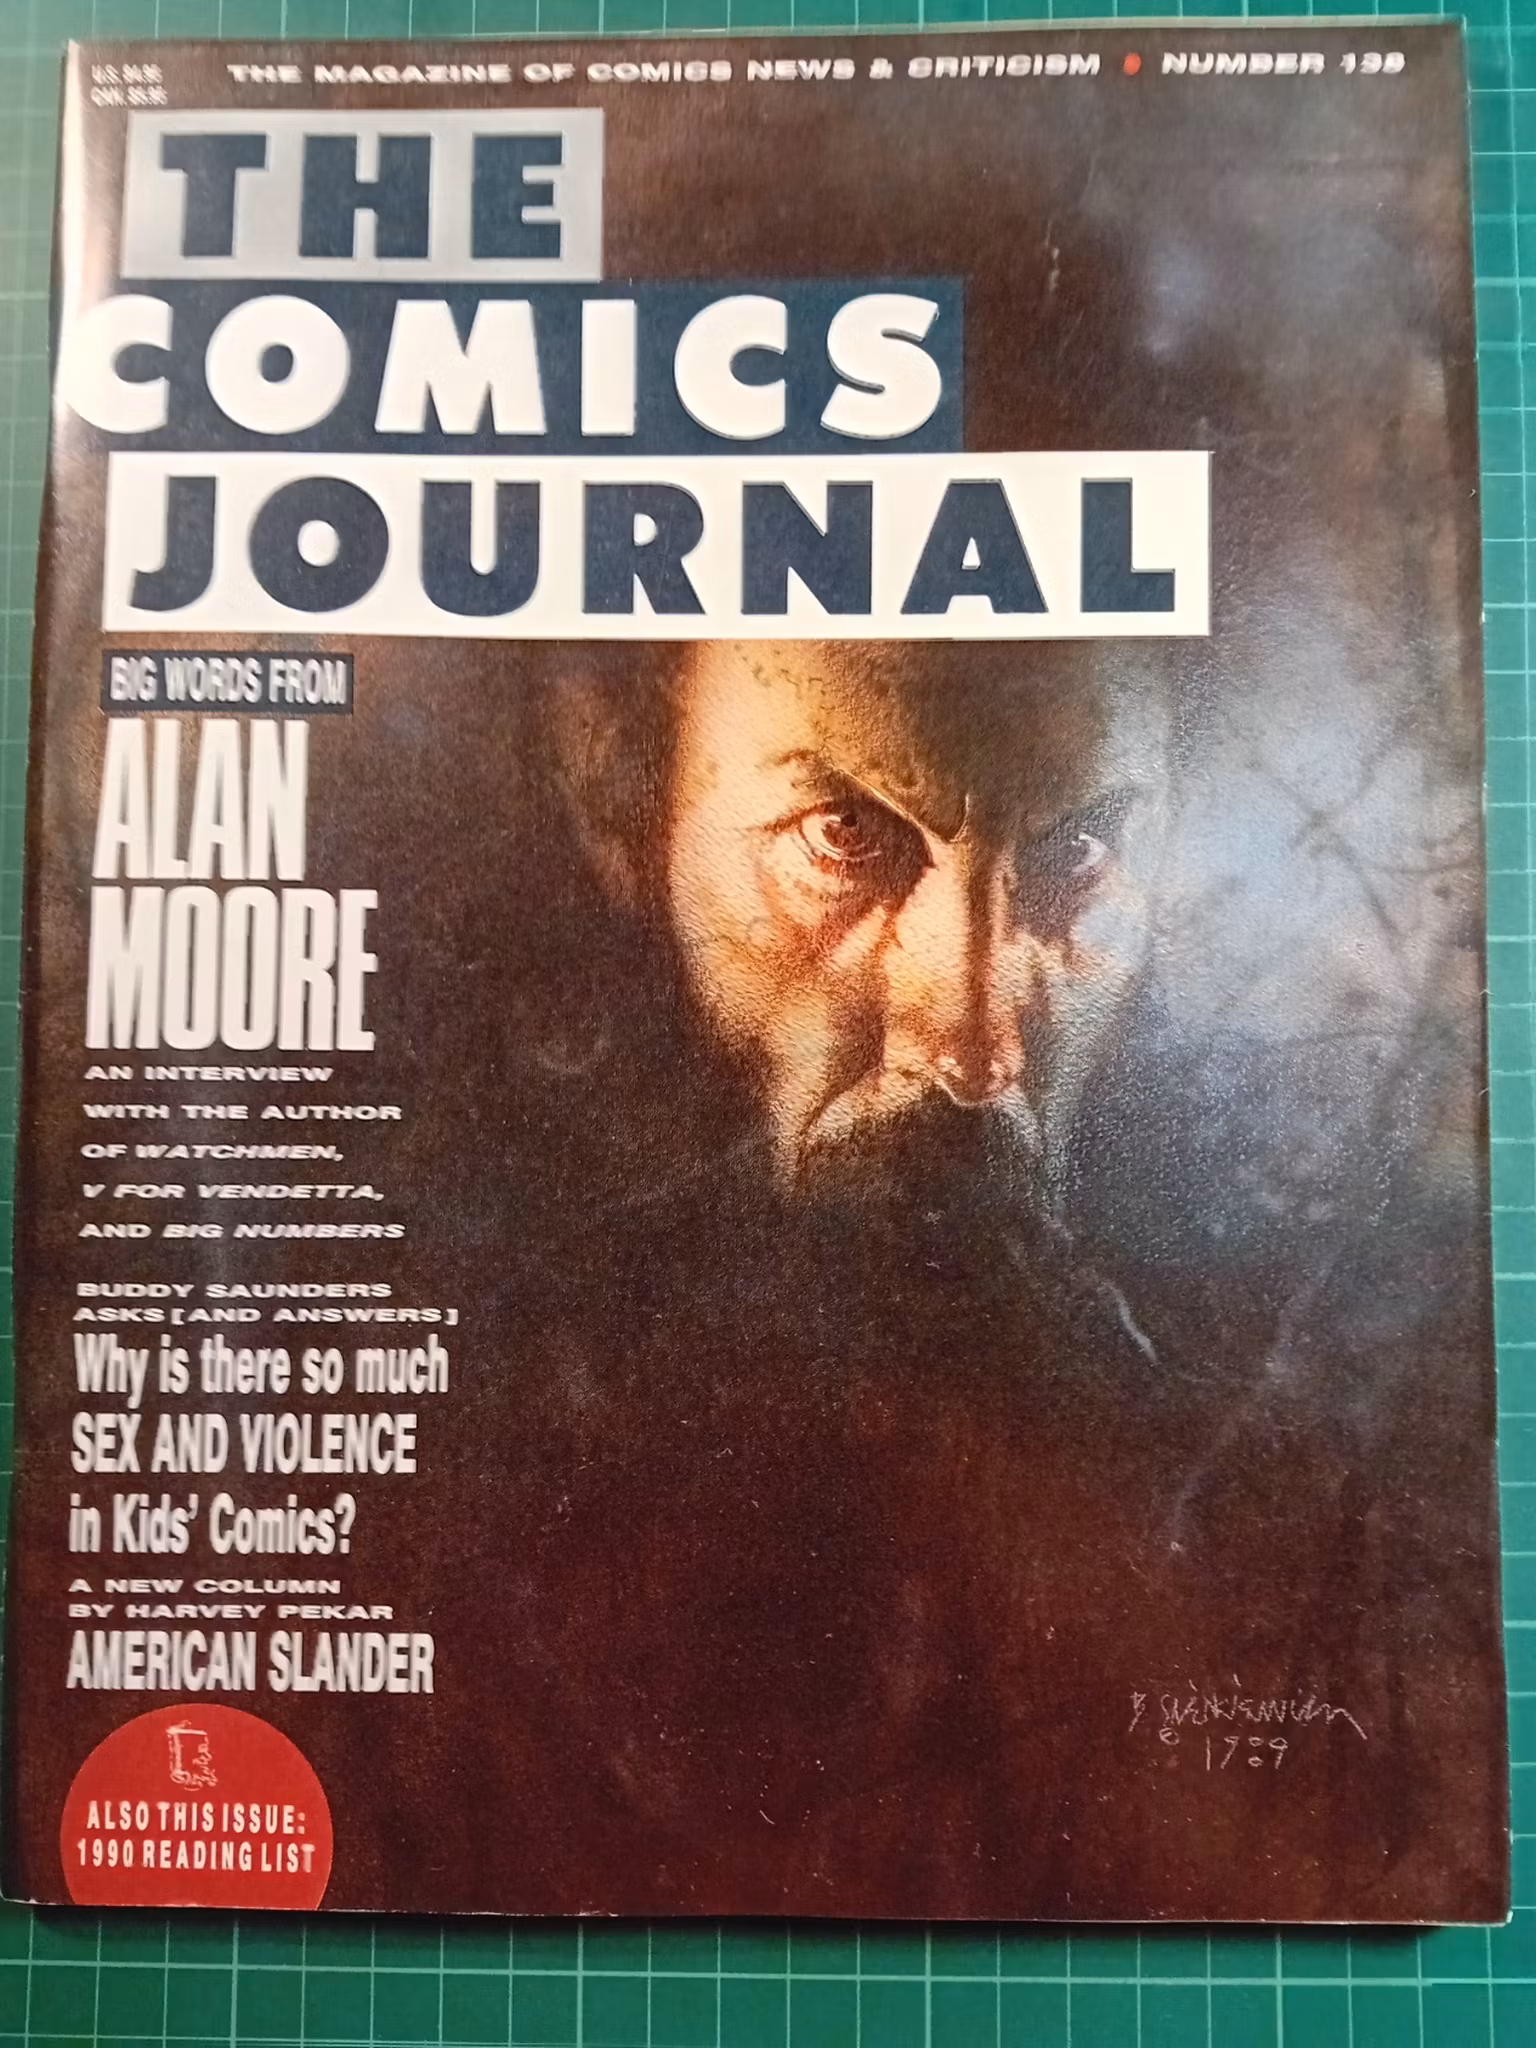 U.S. $4.95
CAN. $5.95
THE MAGAZINE OF COMICS NEWS & CRITICISM • NUMBER 139
THE
COMICS
JOURNAL
BIG WORDS FROM
ALAN
MOORE
AN INTERVIEW
WITH THE AUTHOR
OF WATCHMEN,
V FOR VENDETTA,
AND BIG NUMBERS
BUDDY SAUNDERS
ASKS [AND ANSWERS]
Why is there so much
SEX AND VIOLENCE
in Kids' Comics?
A NEW COLUMN
BY HARVEY PEKAR
AMERICAN SLANDER
B. Sienkiewicz
© 1989
ALSO THIS ISSUE:
1990 READING LIST